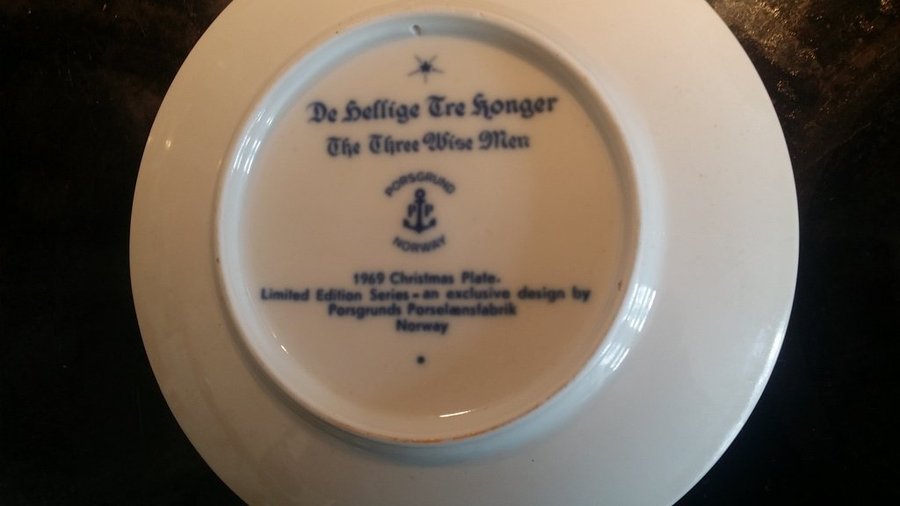 De Hellige Tre Konger
The Three Wise Men
PORSGRUND
P P
NORWAY
1969 Christmas Plate.
Limited Edition Series - an exclusive design by
Porsgrunds Porselænsfabrik
Norway